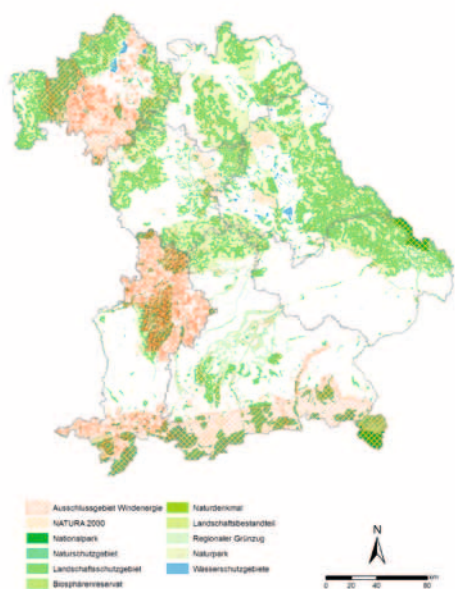 Ausschlussgebiet Windenergie
NATURA 2000
Nationalpark
Naturschutzgebiet
Landschaftsschutzgebiet
Biosphärenreservat
Naturdenkmal
Landschaftsbestandteil
Regionaler Grünzug
Naturpark
Wasserschutzgebiete
N
0 20 40 80